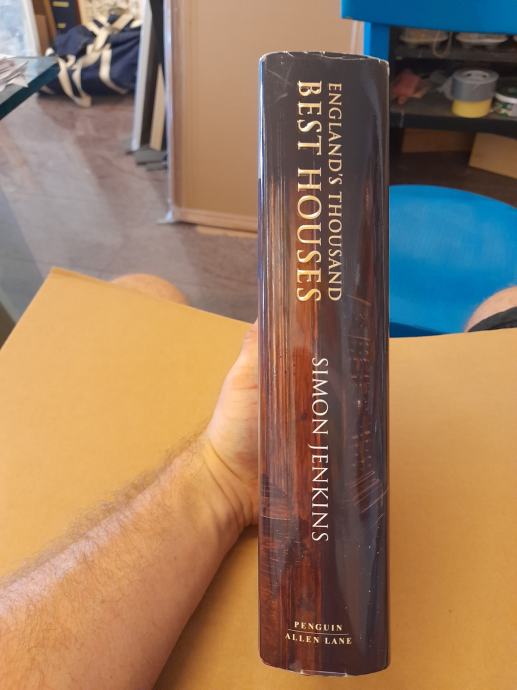 ENGLAND'S THOUSAND
BEST HOUSES
SIMON JENKINS
PENGUIN
ALLEN LANE